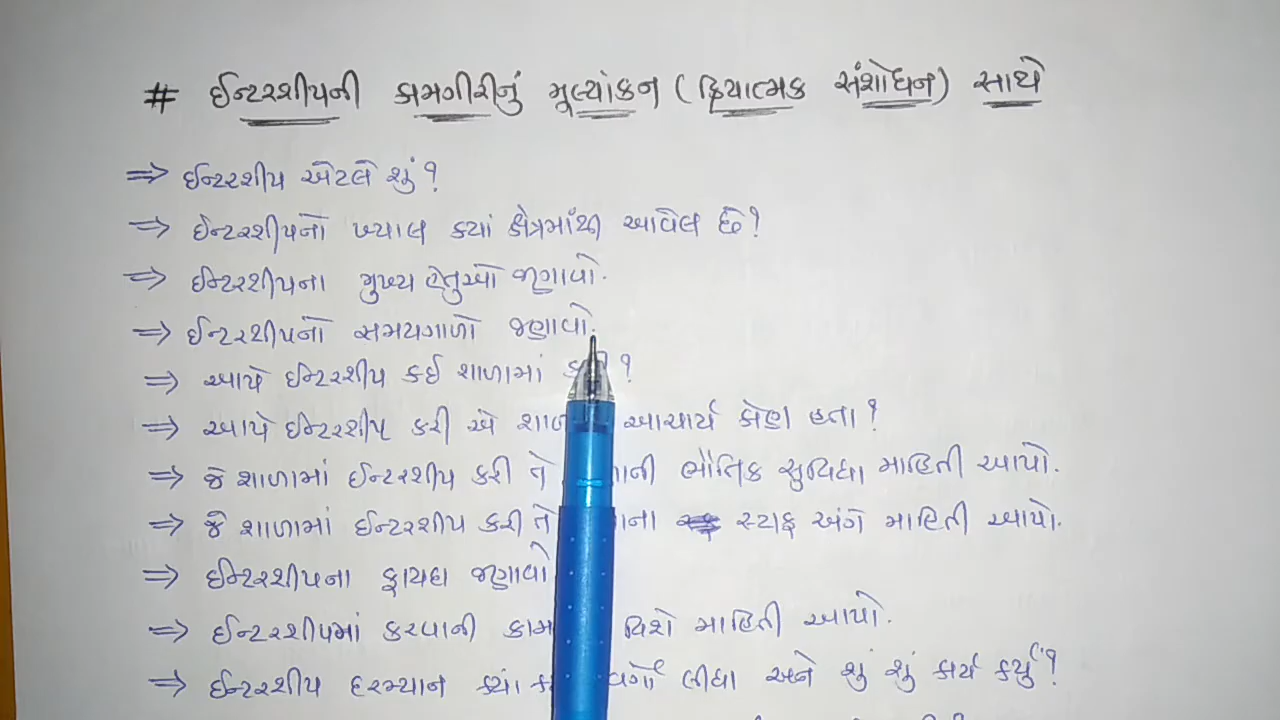 # ઈન્ટરશીપની કામગીરીનું મૂલ્યાંકન (ક્રિયાત્મક સંશોધન) સાથે
⇒ ઈન્ટરશીપ એટલે શું?
⇒ ઈન્ટરશીપનો ખ્યાલ ક્યાં ક્ષેત્રમાંથી આવેલ છે?
⇒ ઈન્ટરશીપના મુખ્ય હેતુઓ જણાવો.
⇒ ઈન્ટરશીપનો સમયગાળો જણાવો.
⇒ આપે ઈન્ટરશીપ કઈ શાળામાં ?
⇒ આપે ઈન્ટરશીપ કરી એ આચાર્ય કોણ હતા?
⇒ જે શાળામાં ઈન્ટરશીપ કરી તે ભૌતિક સુવિધા માહિતી આપો.
⇒ જે શાળામાં ઈન્ટરશીપ કરી તે સ્ટાફ અંગે માહિતી આપો.
⇒ ઈન્ટરશીપના ફાયદા જણાવો
⇒ ઈન્ટરશીપમાં કરવાની વિશે માહિતી આપો.
⇒ ઈન્ટરશીપ દરમ્યાન ક્યાં લીધા અને શું શું કાર્ય કર્યું?